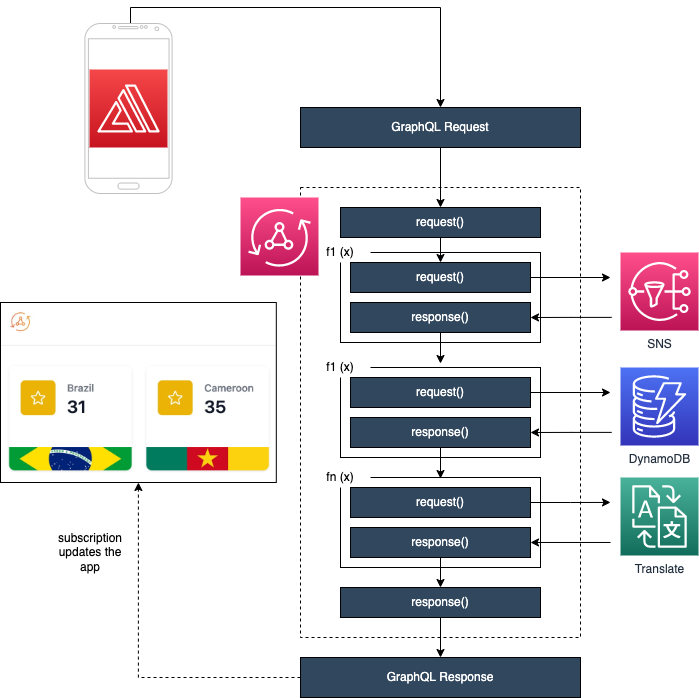 GraphQL Request
request()
f1 (x)
request()
response()
SNS
f1 (x)
request()
response()
DynamoDB
fn (x)
request()
response()
Translate
response()
GraphQL Response
Brazil
31
Cameroon
35
subscription
updates the
app
A
文